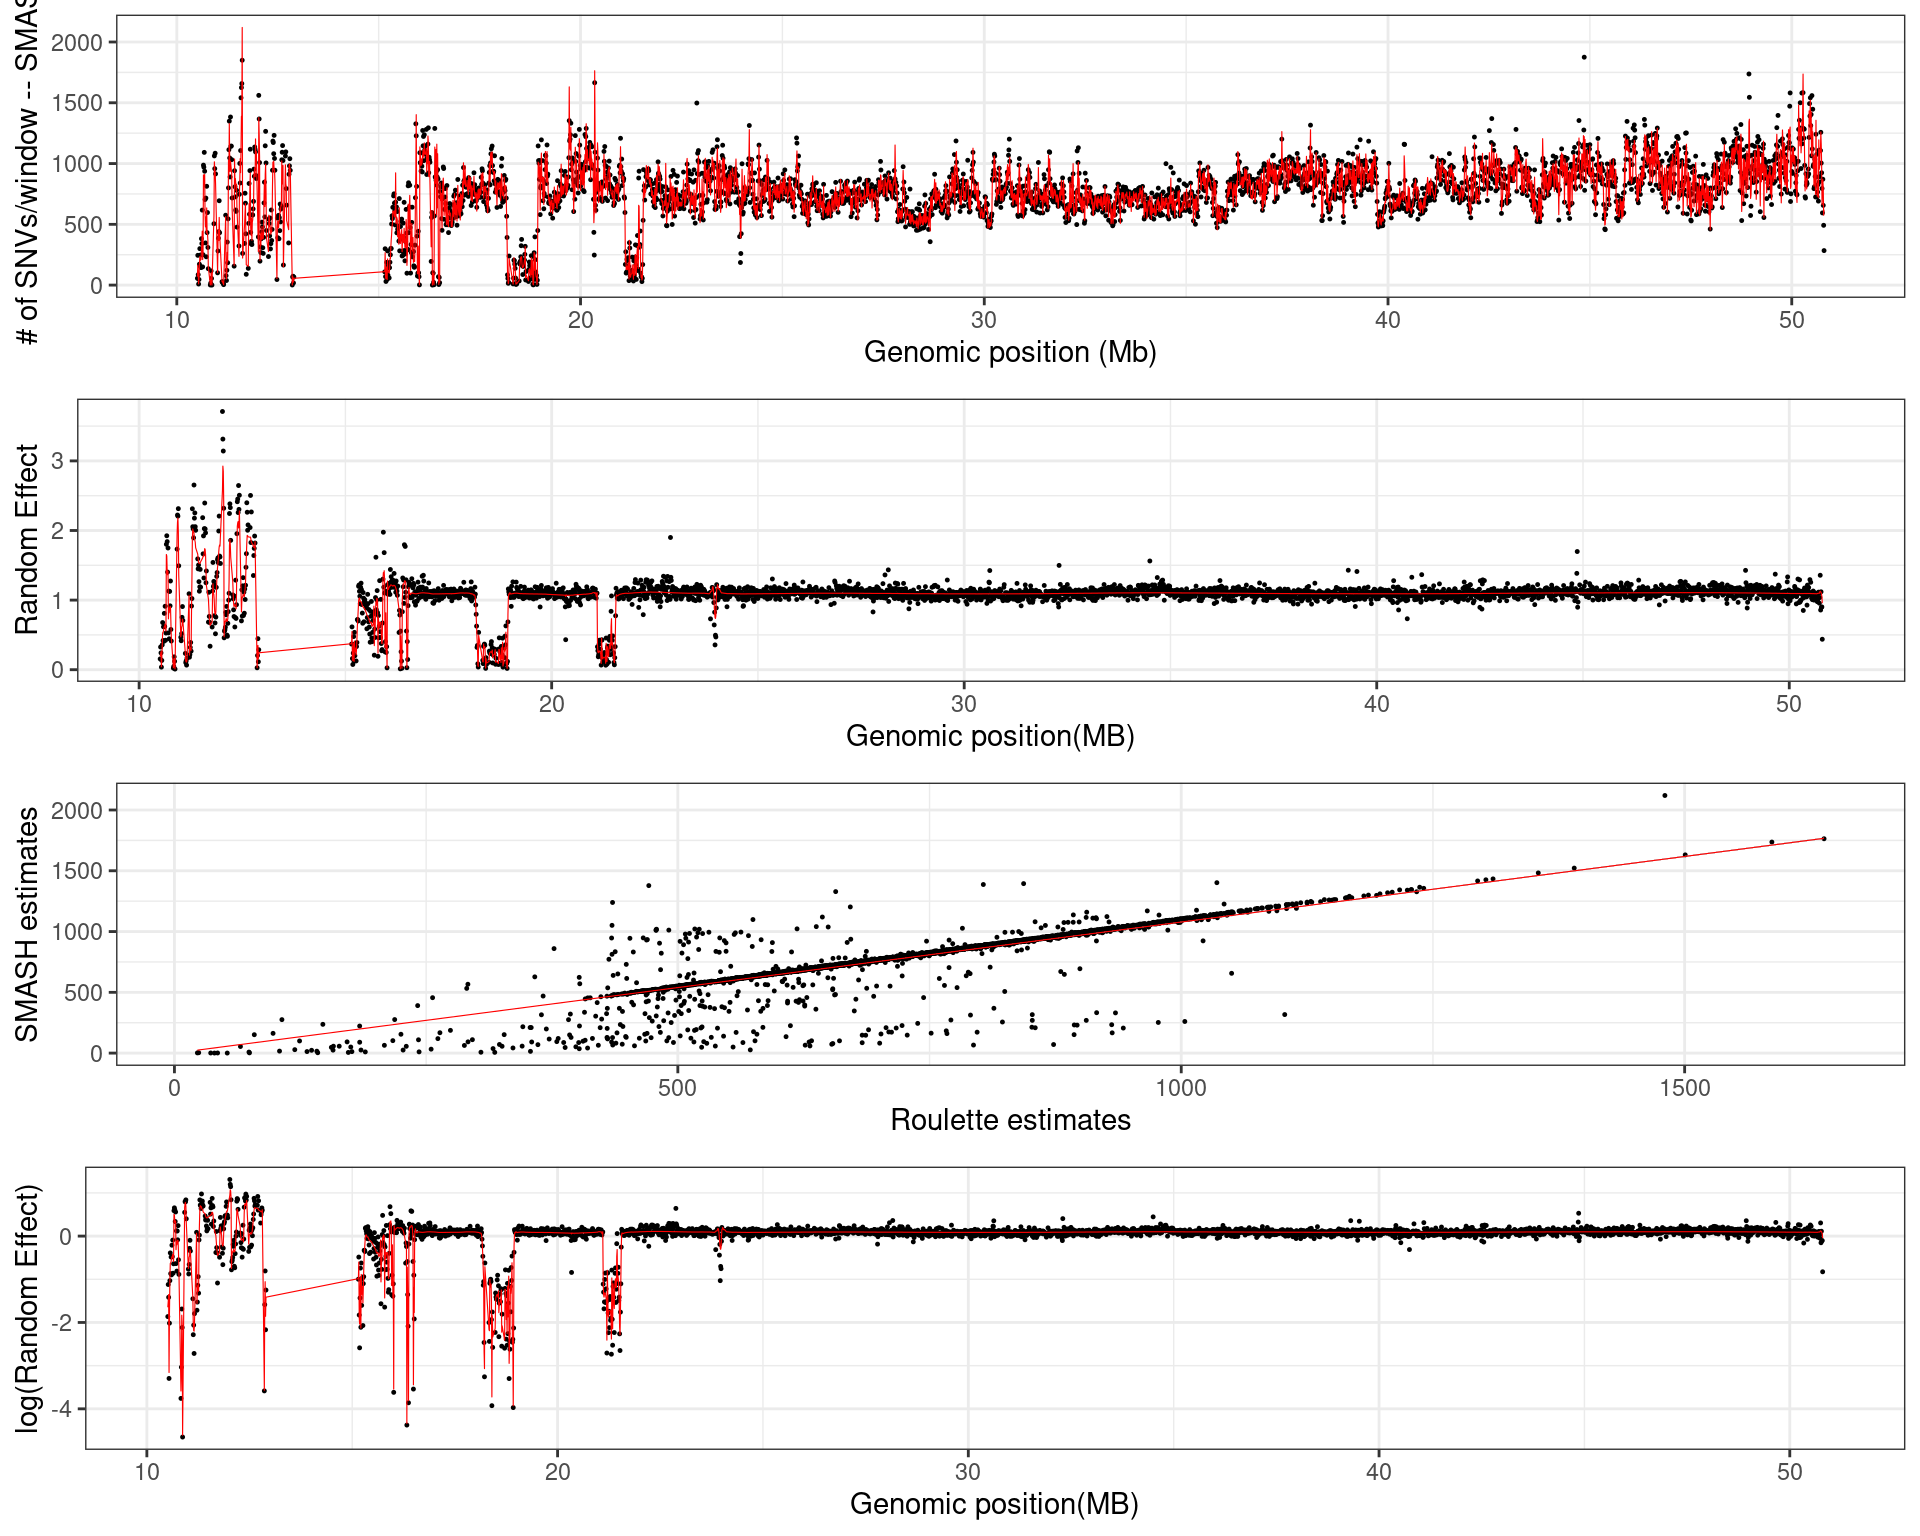 # of SNVs/window -- SMAS
2000
1500
1000
500
0
10 20 30 40 50
Genomic position (Mb)
Random Effect
3
2
1
0
10 20 30 40 50
Genomic position(MB)
SMASH estimates
2000
1500
1000
500
0
0 500 1000 1500
Roulette estimates
log(Random Effect)
0
-2
-4
10 20 30 40 50
Genomic position(MB)